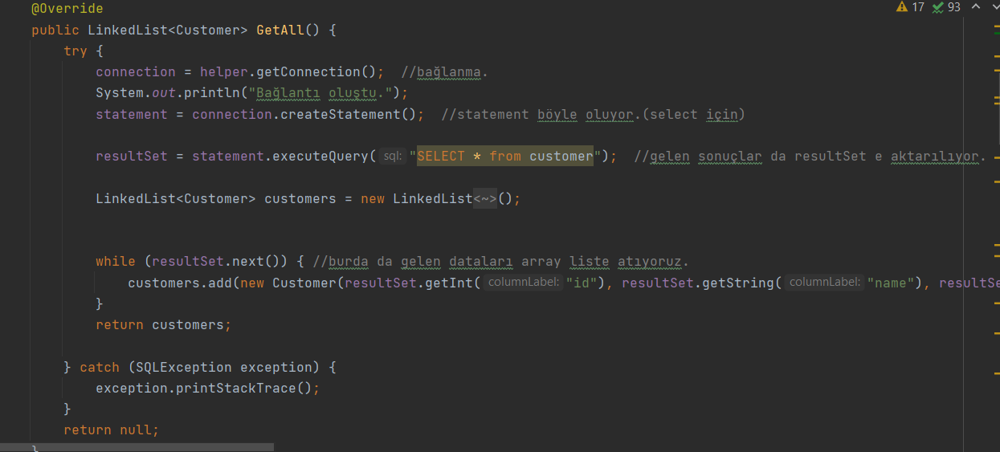 @Override
17 93
public LinkedList<Customer> GetAll() {
try {
connection = helper.getConnection();  //bağlanma.
System.out.println("Bağlantı oluştu.");
statement = connection.createStatement();  //statement böyle oluyor.(select için)
resultSet = statement.executeQuery( sql: "SELECT * from customer");  //gelen sonuçlar da resultSet e aktarılıyor.
LinkedList<Customer> customers = new LinkedList<~>();
while (resultSet.next()) { //burda da gelen dataları array liste atıyoruz.
customers.add(new Customer(resultSet.getInt( columnLabel: "id"), resultSet.getString( columnLabel: "name"), resultSe
}
return customers;
} catch (SQLException exception) {
exception.printStackTrace();
}
return null;
}